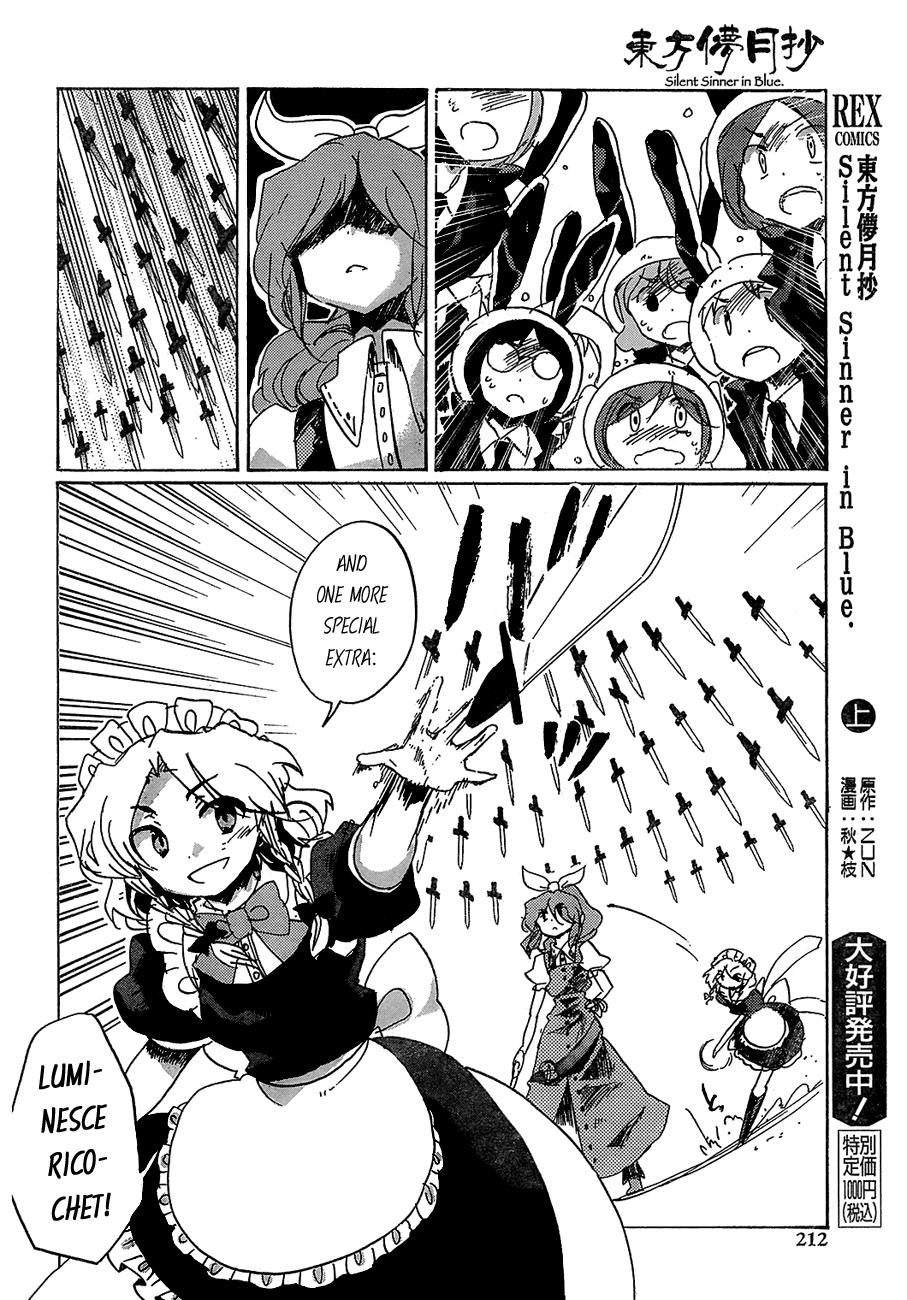 東方儚月抄
Silent Sinner in Blue.
REX
COMICS
東方儚月抄
Silent Sinner in Blue.
上
原作：ZUN
漫画：秋★枝
大好評発売中！
特別
定価
1000円
(税込)
AND
ONE MORE
SPECIAL
EXTRA:
LUMI-
NESCE
RICO-
CHET!
212